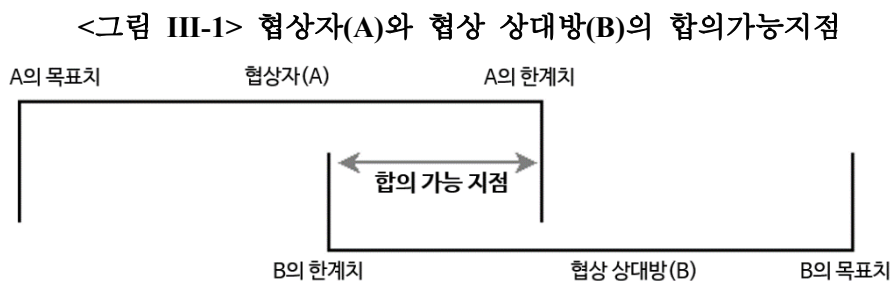 <그림 III-1> 협상자(A)와 협상 상대방(B)의 합의가능지점
A의 목표치 협상자(A) A의 한계치
합의 가능 지점
B의 한계치 협상 상대방(B) B의 목표치